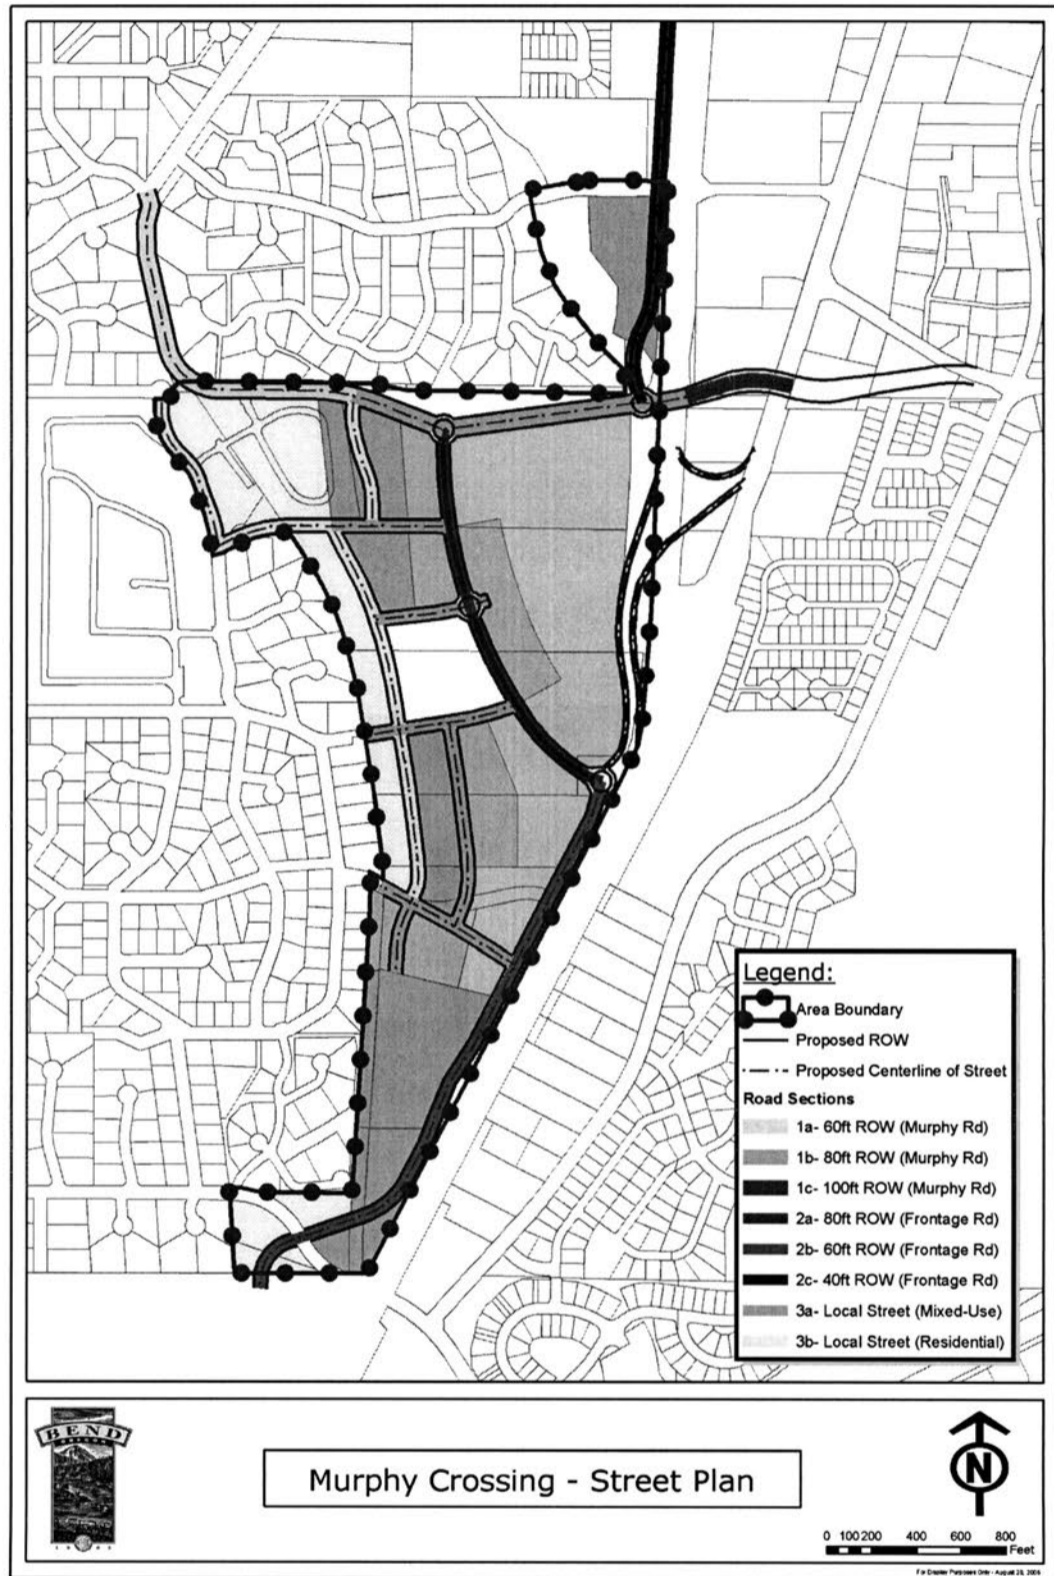 Legend:
Area Boundary
Proposed ROW
Proposed Centerline of Street
Road Sections
1a- 60ft ROW (Murphy Rd)
1b- 80ft ROW (Murphy Rd)
1c- 100ft ROW (Murphy Rd)
2a- 80ft ROW (Frontage Rd)
2b- 60ft ROW (Frontage Rd)
2c- 40ft ROW (Frontage Rd)
3a- Local Street (Mixed-Use)
3b- Local Street (Residential)
BEND
Murphy Crossing - Street Plan
N
0 100 200 400 600 800
Feet